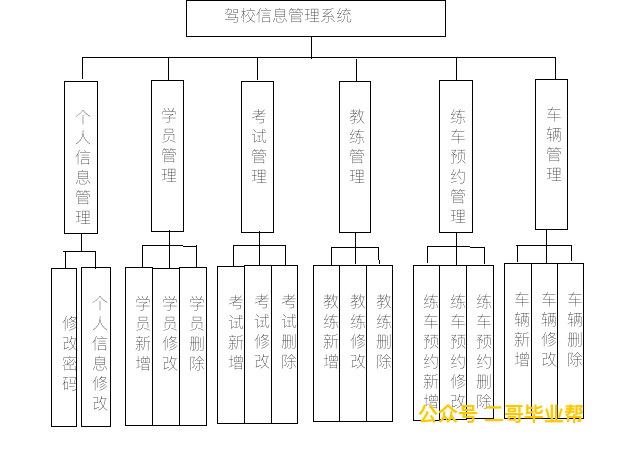 驾校信息管理系统
个人信息管理
学员管理
考试管理
教练管理
练车预约管理
车辆管理
修改密码
个人信息修改
学员新增
学员修改
学员删除
考试新增
考试修改
考试删除
教练新增
教练修改
教练删除
练车预约新增
练车预约修改
练车预约删除
车辆新增
车辆修改
车辆删除
公众号 二哥毕业帮